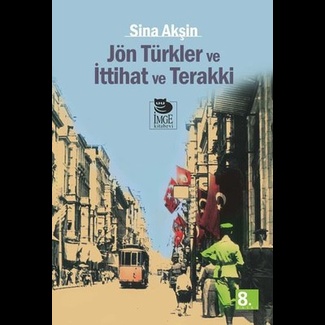 Sina Akşin
Jön Türkler ve
İttihat ve Terakki
İMGE
kitabevi
8.